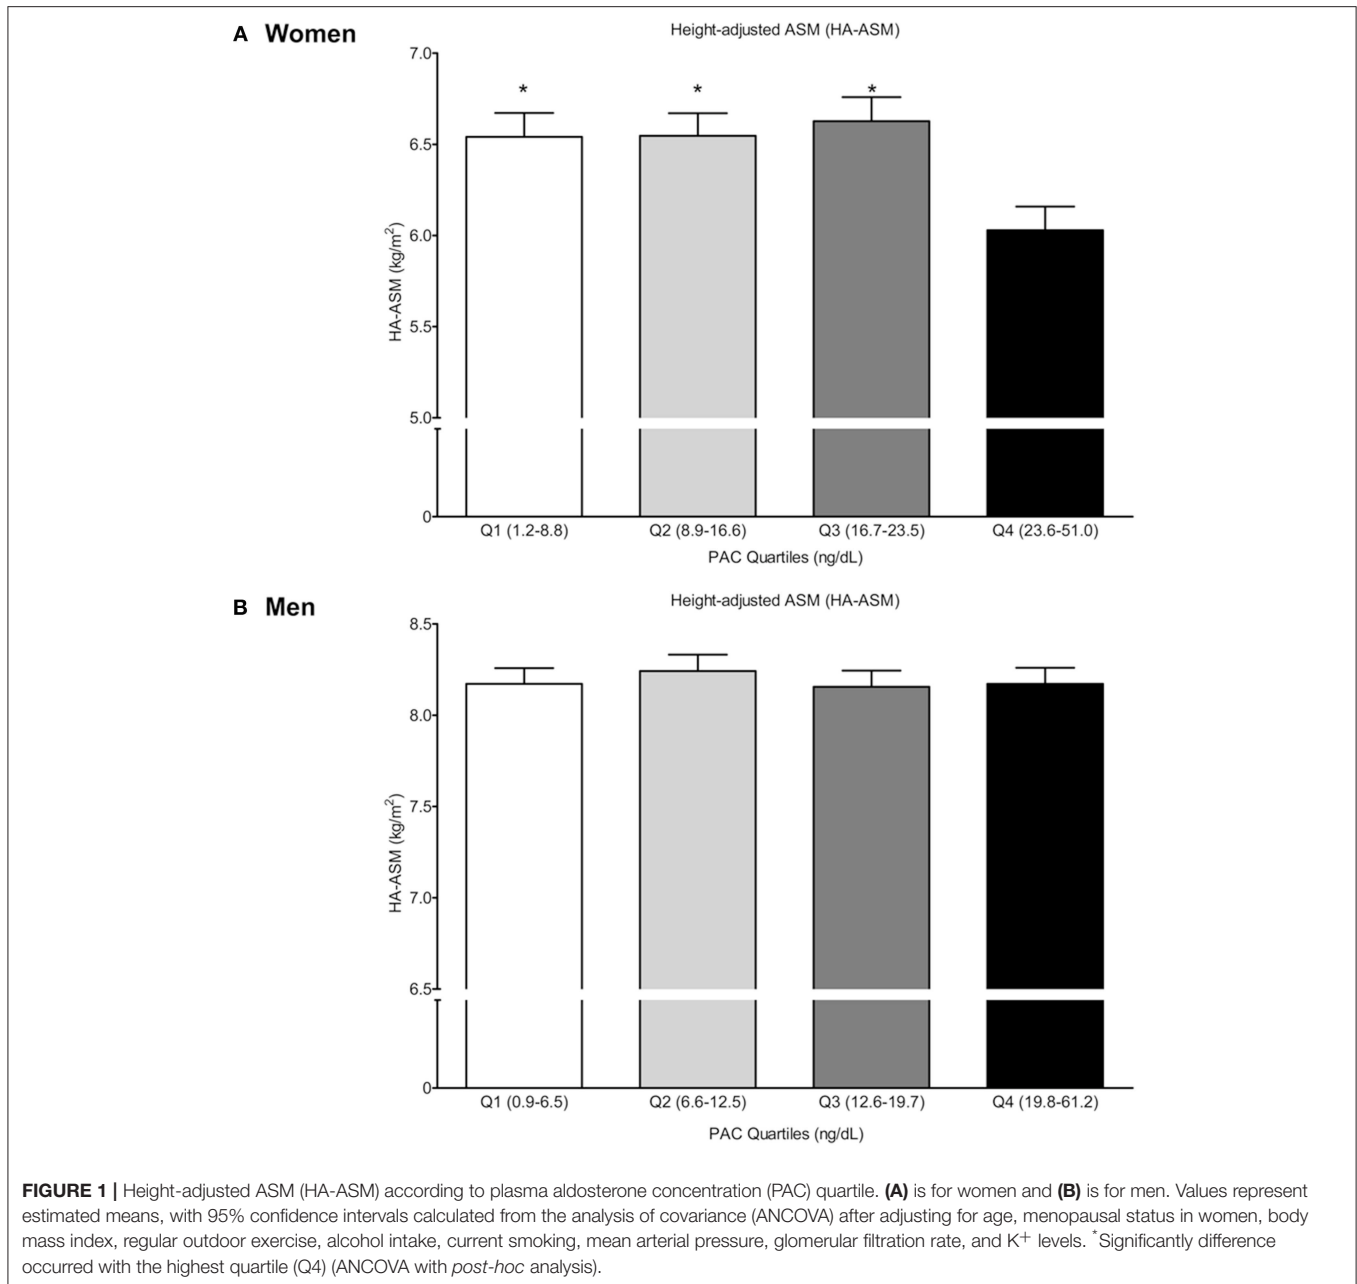 A Women
Height-adjusted ASM (HA-ASM)
7.0
* * *
6.5
6.0
5.5
5.0
0
HA-ASM (kg/m²)
Q1 (1.2-8.8) Q2 (8.9-16.6) Q3 (16.7-23.5) Q4 (23.6-51.0)
PAC Quartiles (ng/dL)
B Men
Height-adjusted ASM (HA-ASM)
8.5
8.0
7.5
7.0
6.5
0
HA-ASM (kg/m²)
Q1 (0.9-6.5) Q2 (6.6-12.5) Q3 (12.6-19.7) Q4 (19.8-61.2)
PAC Quartiles (ng/dL)
FIGURE 1 | Height-adjusted ASM (HA-ASM) according to plasma aldosterone concentration (PAC) quartile. (A) is for women and (B) is for men. Values represent
estimated means, with 95% confidence intervals calculated from the analysis of covariance (ANCOVA) after adjusting for age, menopausal status in women, body
mass index, regular outdoor exercise, alcohol intake, current smoking, mean arterial pressure, glomerular filtration rate, and K⁺ levels. *Significantly difference
occurred with the highest quartile (Q4) (ANCOVA with post-hoc analysis).